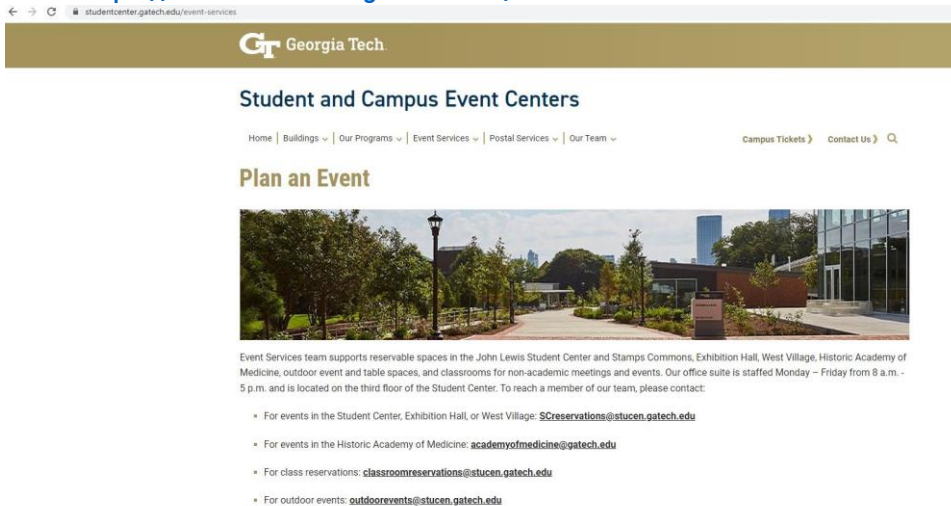 studentcenter.gatech.edu/event-services
GT Georgia Tech
Student and Campus Event Centers
Home | Buildings | Our Programs | Event Services | Postal Services | Our Team Campus Tickets ❯ Contact Us ❯
Plan an Event
Event Services team supports reservable spaces in the John Lewis Student Center and Stamps Commons, Exhibition Hall, West Village, Historic Academy of
Medicine, outdoor event and table spaces, and classrooms for non-academic meetings and events. Our office suite is staffed Monday – Friday from 8 a.m. -
5 p.m. and is located on the third floor of the Student Center. To reach a member of our team, please contact:
For events in the Student Center, Exhibition Hall, or West Village: SCreservations@stucen.gatech.edu
For events in the Historic Academy of Medicine: academyofmedicine@gatech.edu
For class reservations: classroomreservations@stucen.gatech.edu
For outdoor events: outdoorevents@stucen.gatech.edu